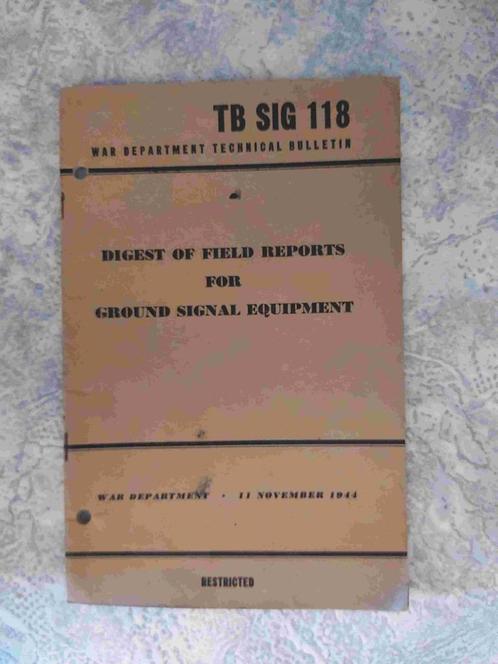 TB SIG 118
WAR DEPARTMENT TECHNICAL BULLETIN
DIGEST OF FIELD REPORTS
FOR
GROUND SIGNAL EQUIPMENT
WAR DEPARTMENT · 11 NOVEMBER 1944
RESTRICTED